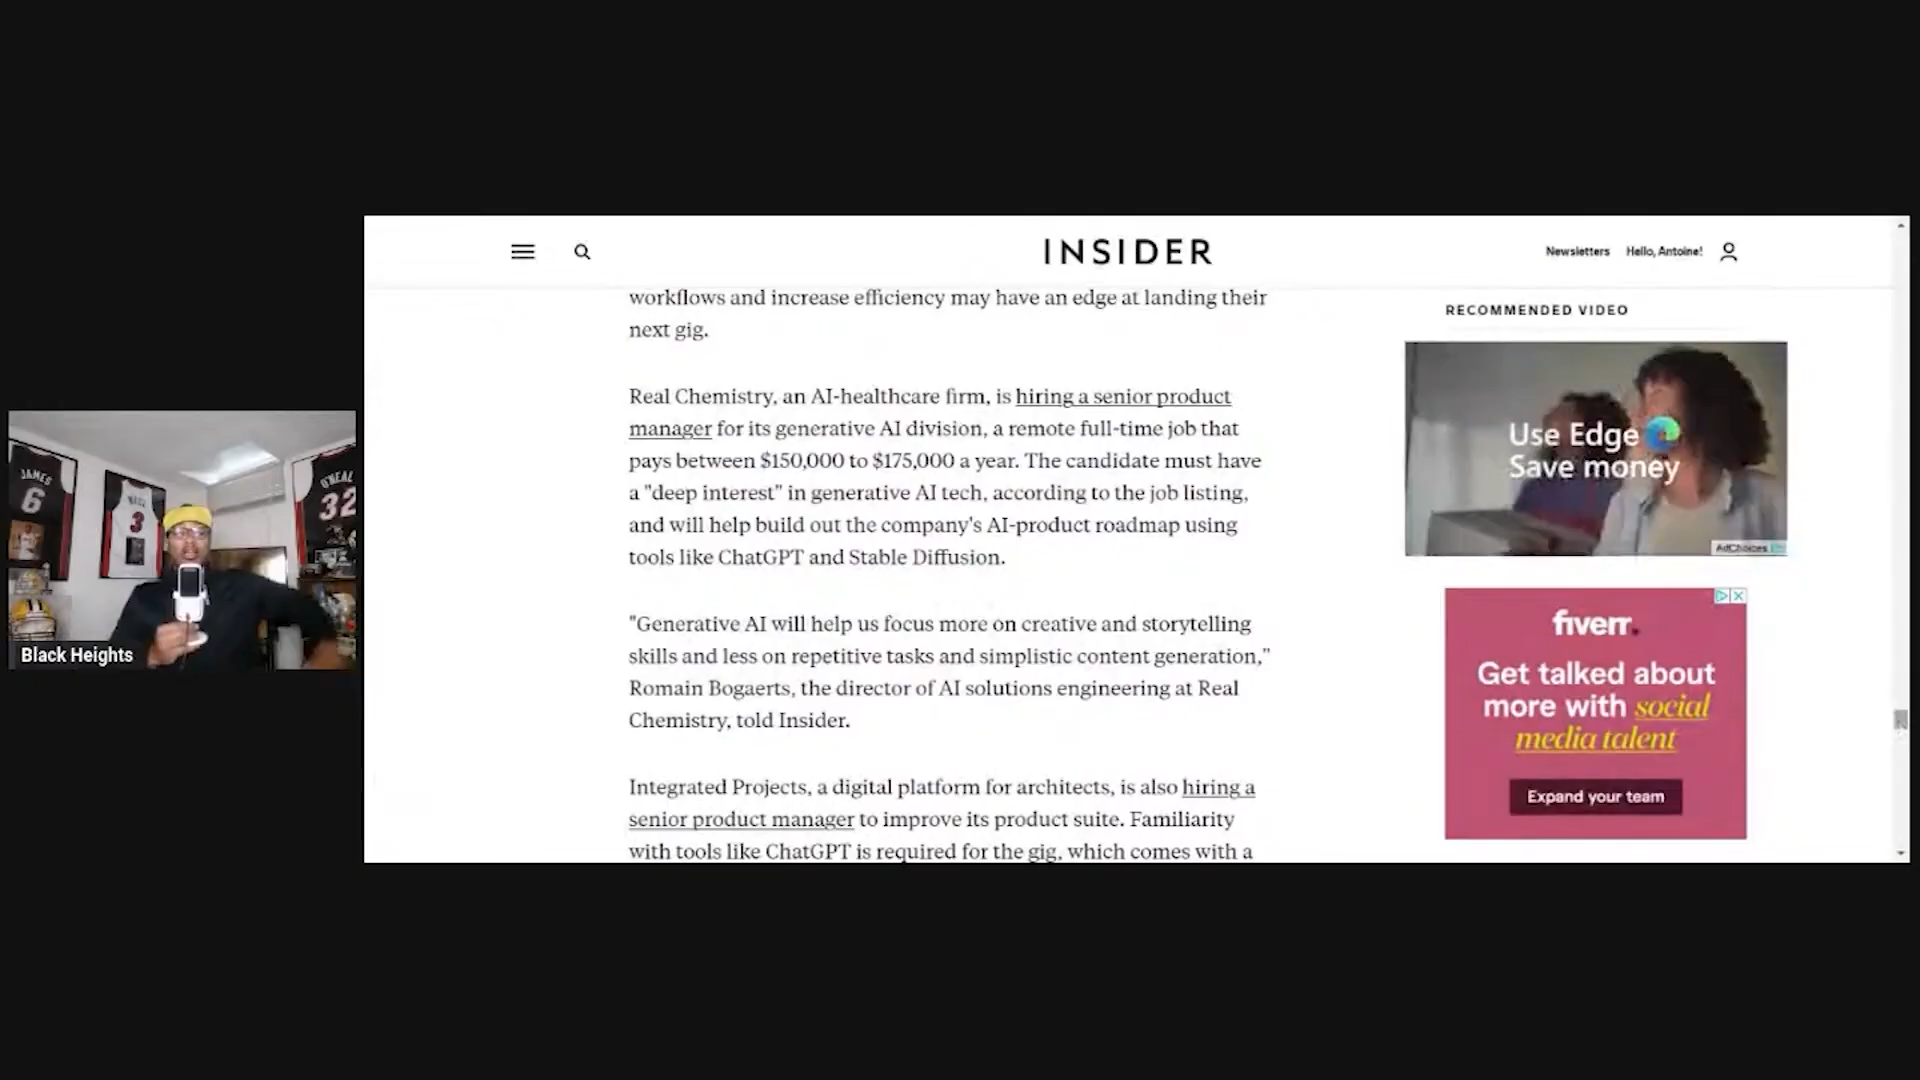 INSIDER
Newsletters
Hello, Antoine!
workflows and increase efficiency may have an edge at landing their
next gig.
Real Chemistry, an AI-healthcare firm, is hiring a senior product
manager for its generative AI division, a remote full-time job that
pays between $150,000 to $175,000 a year. The candidate must have
a "deep interest" in generative AI tech, according to the job listing,
and will help build out the company's AI-product roadmap using
tools like ChatGPT and Stable Diffusion.
"Generative AI will help us focus more on creative and storytelling
skills and less on repetitive tasks and simplistic content generation,"
Romain Bogaerts, the director of AI solutions engineering at Real
Chemistry, told Insider.
Integrated Projects, a digital platform for architects, is also hiring a
senior product manager to improve its product suite. Familiarity
with tools like ChatGPT is required for the gig, which comes with a
RECOMMENDED VIDEO
Use Edge
Save money
AdChoices
fiverr.
Get talked about
more with social
media talent
Expand your team
JAMES
6
WADE
3
O'NEAL
32
Black Heights